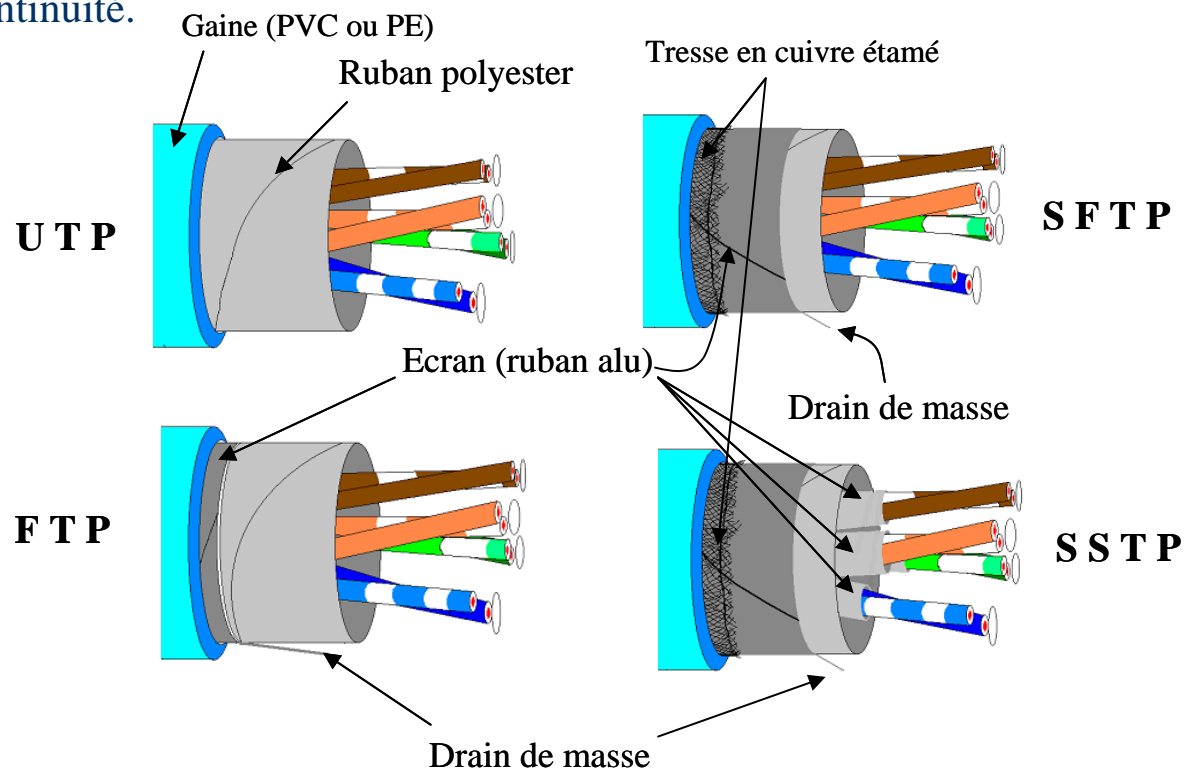 ntinuité.
Gaine (PVC ou PE)
Tresse en cuivre étamé
Ruban polyester
U T P
S F T P
Ecran (ruban alu)
Drain de masse
F T P
S S T P
Drain de masse